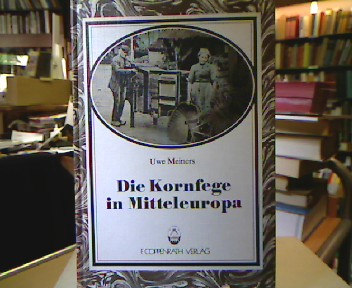 Uwe Meiners
Die Kornfege
in Mitteleuropa
F. COPPENRATH VERLAG